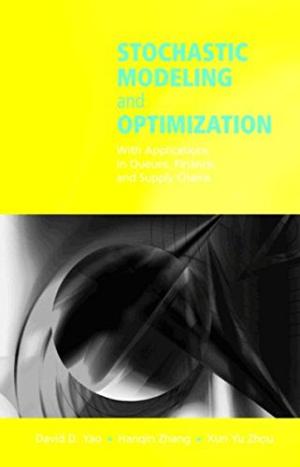 STOCHASTIC
MODELING
and
OPTIMIZATION
With Applications
in Queues, Finance,
and Supply Chains
David D. Yao • Hanqin Zhang • Xun Yu Zhou